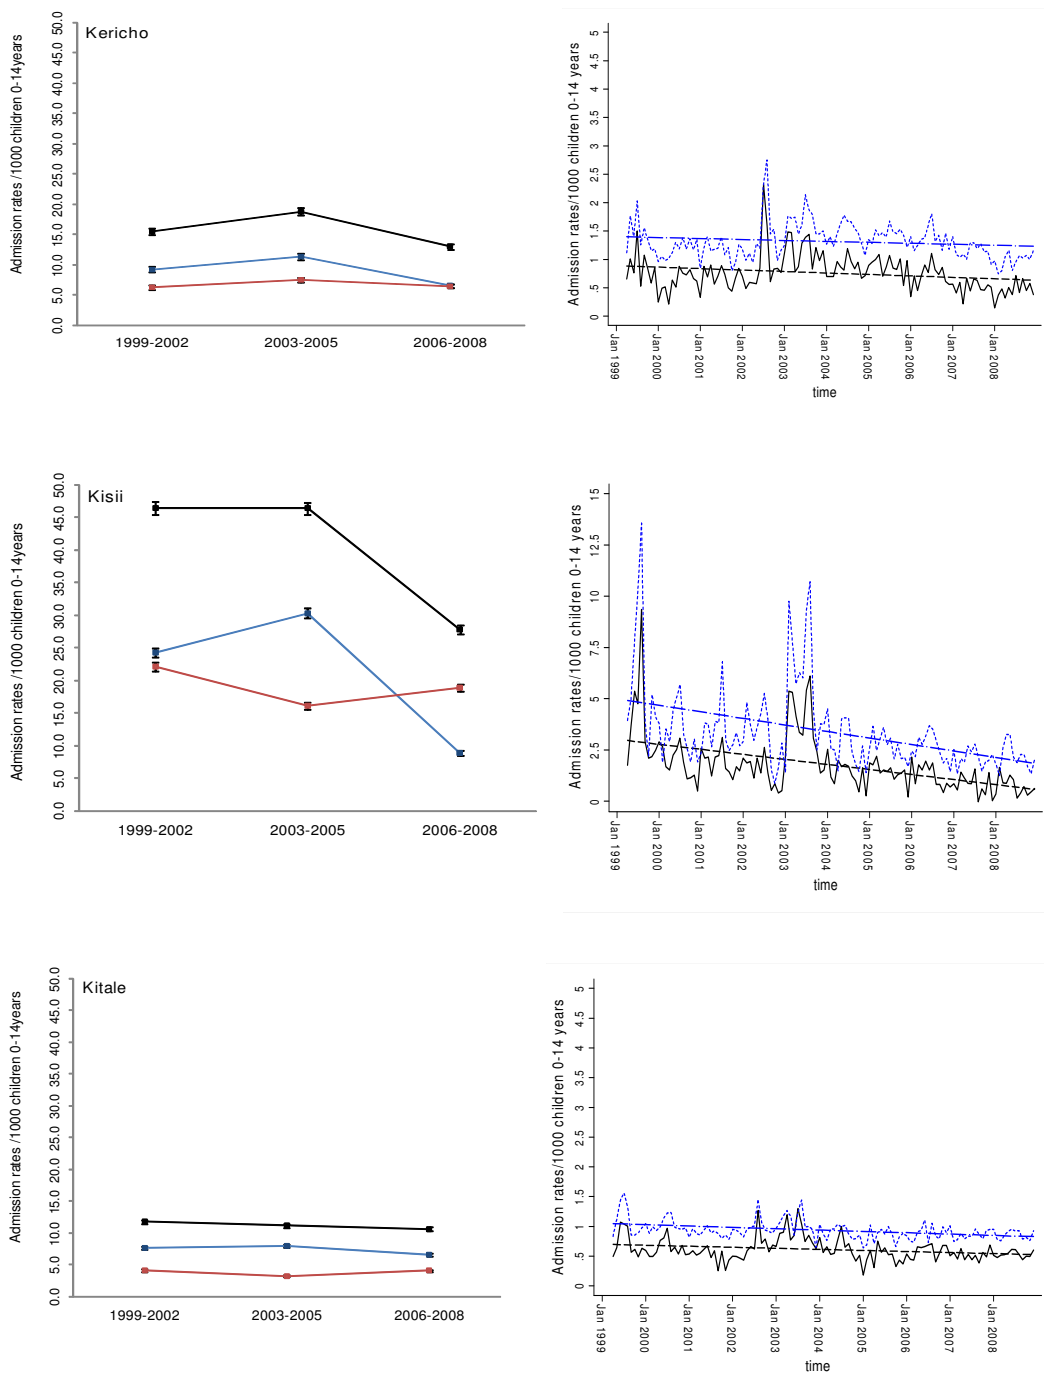 Kericho
Admission rates /1000 children 0-14years
0.0 5.0 10.0 15.0 20.0 25.0 30.0 35.0 40.0 45.0 50.0
1999-2002 2003-2005 2006-2008
Admission rates/1000 children 0-14 years
0 .5 1 1.5 2 2.5 3 3.5 4 4.5 5
Jan 1999 Jan 2000 Jan 2001 Jan 2002 Jan 2003 Jan 2004 Jan 2005 Jan 2006 Jan 2007 Jan 2008
time
Kisii
Admission rates /1000 children 0-14years
0.0 5.0 10.0 15.0 20.0 25.0 30.0 35.0 40.0 45.0 50.0
1999-2002 2003-2005 2006-2008
Admission rates/1000 children 0-14 years
0 2.5 5 7.5 10 12.5 15
Jan 1999 Jan 2000 Jan 2001 Jan 2002 Jan 2003 Jan 2004 Jan 2005 Jan 2006 Jan 2007 Jan 2008
time
Kitale
Admission rates /1000 children 0-14years
0.0 5.0 10.0 15.0 20.0 25.0 30.0 35.0 40.0 45.0 50.0
1999-2002 2003-2005 2006-2008
Admission rates/1000 children 0-14 years
0 .5 1 1.5 2 2.5 3 3.5 4 4.5 5
Jan 1999 Jan 2000 Jan 2001 Jan 2002 Jan 2003 Jan 2004 Jan 2005 Jan 2006 Jan 2007 Jan 2008
time